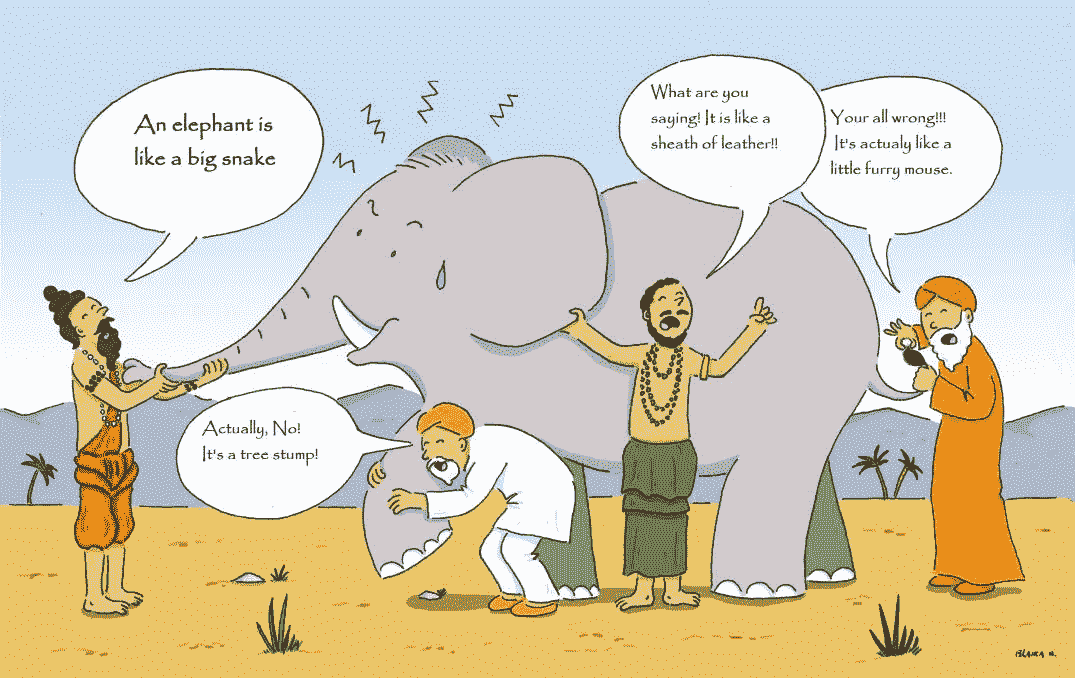 An elephant is
like a big snake
What are you
saying! It is like a
sheath of leather!!
Your all wrong!!!
It's actualy like a
little furry mouse.
Actually, No!
It's a tree stump!